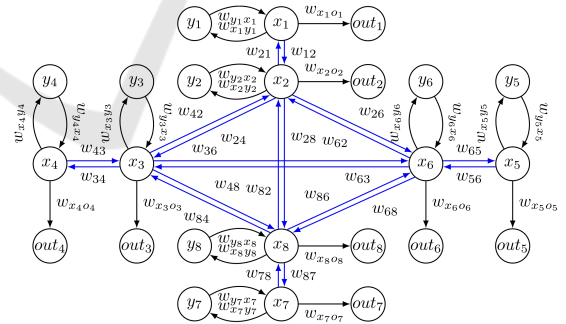 y₁ w_{y₁x₁} w_{x₁y₁} x₁ w_{x₁o₁} out₁
w₂₁ w₁₂
y₂ w_{y₂x₂} w_{x₂y₂} x₂ w_{x₂o₂} out₂
y₄ y₃ y₆ y₅
w_{x₄y₄} w_{y₄x₄} w_{x₃y₃} w_{y₃x₃} w₄₂ w₂₆ w_{x₆y₆} w_{y₆x₆} w_{x₅y₅} w_{y₅x₅}
w₂₄ w₂₈ w₆₂
w₄₃ w₃₆ w₆₅
x₄ x₃ x₆ x₅
w₃₄ w₆₃ w₅₆
w₄₈ w₈₂ w₈₆
w_{x₄o₄} w_{x₃o₃} w₈₄ w₆₈ w_{x₆o₆} w_{x₅o₅}
out₄ out₃ y₈ w_{y₈x₈} w_{x₈y₈} x₈ w_{x₈o₈} out₈ out₆ out₅
w₇₈ w₈₇
y₇ w_{y₇x₇} w_{x₇y₇} x₇ w_{x₇o₇} out₇